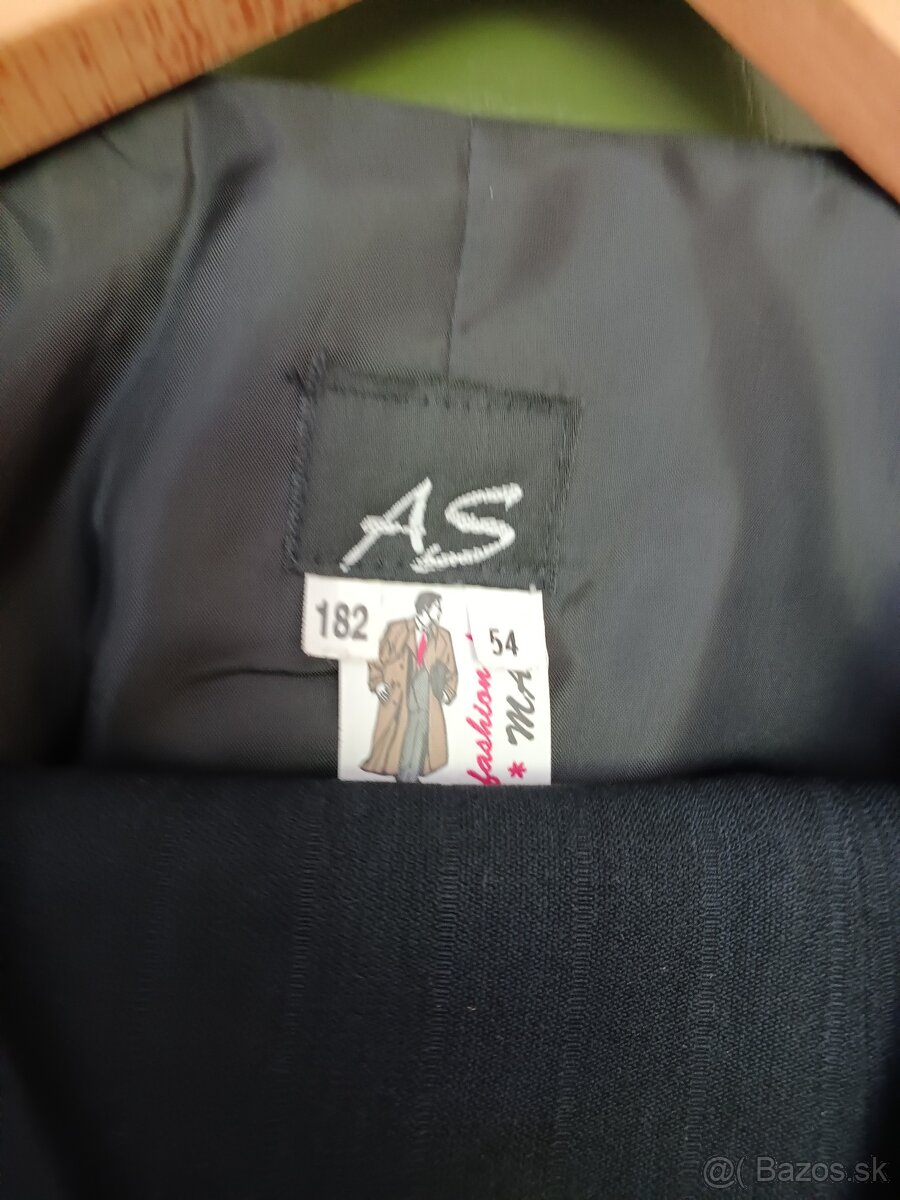 AS
182
54
fashion
* MA
@( Bazos.sk